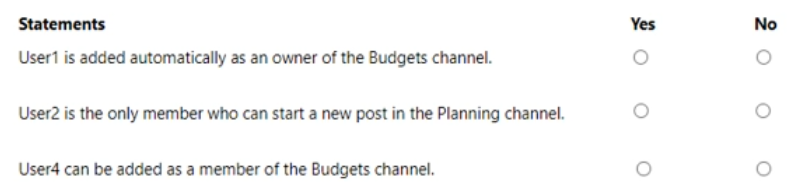 Statements Yes No
User1 is added automatically as an owner of the Budgets channel.
User2 is the only member who can start a new post in the Planning channel.
User4 can be added as a member of the Budgets channel.